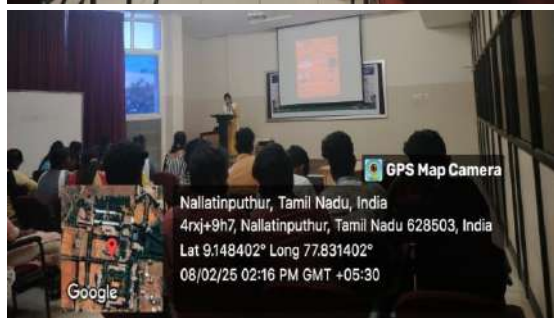 GPS Map Camera
Nallatinputhur, Tamil Nadu, India
4rxj+9h7, Nallatinputhur, Tamil Nadu 628503, India
Lat 9.148402° Long 77.831402°
08/02/25 02:16 PM GMT +05:30
Google